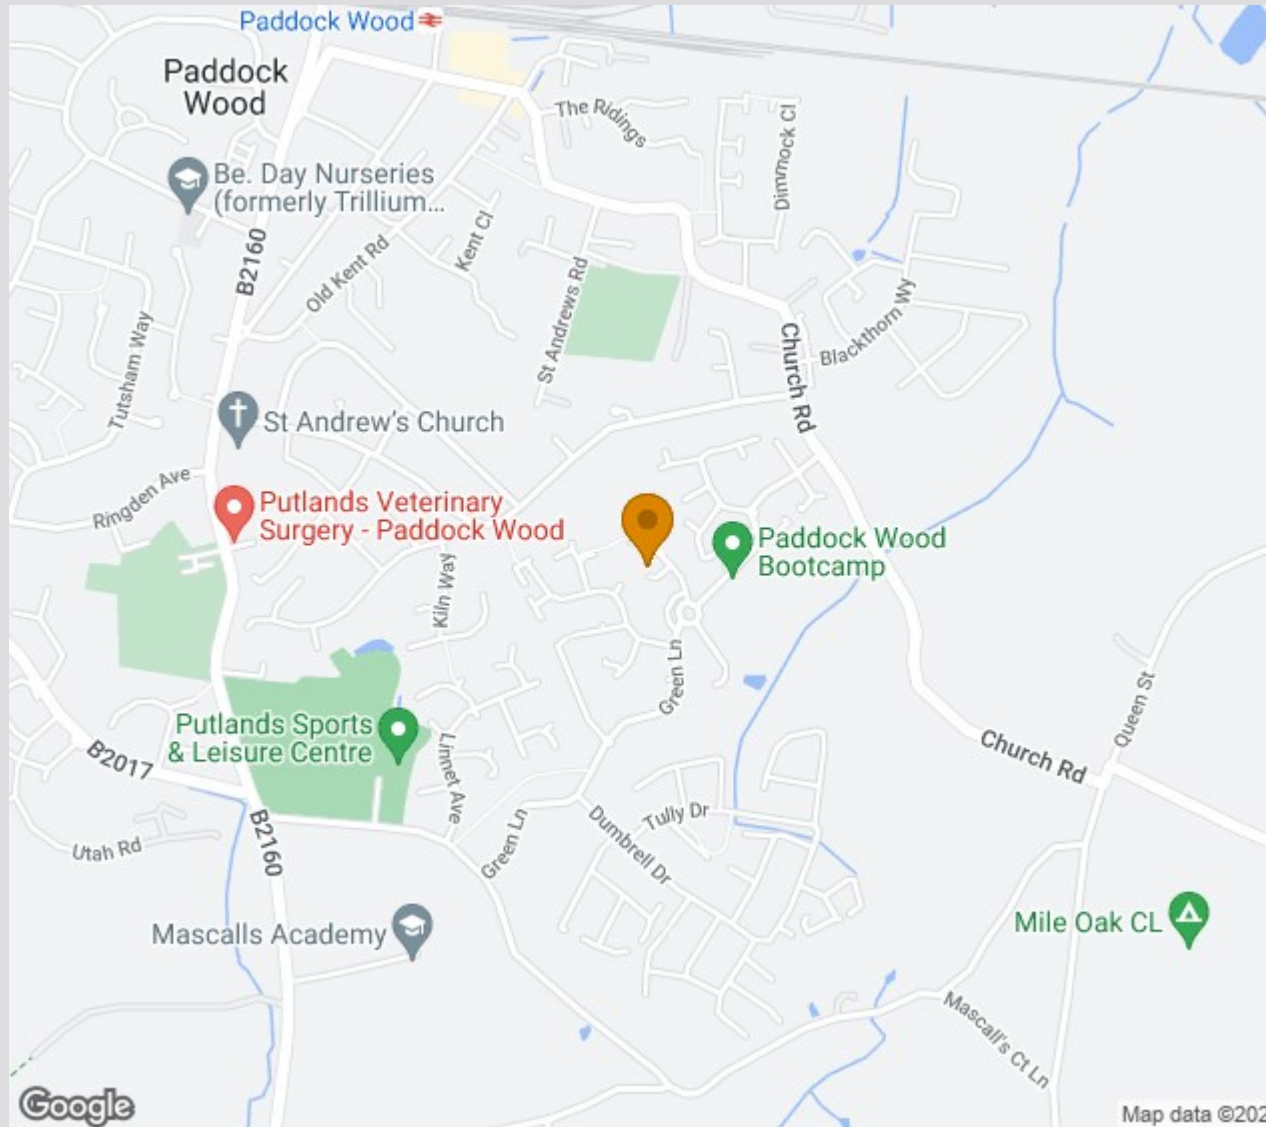 Paddock Wood
Paddock
Wood
The Ridings
Dimmock Cl
Be. Day Nurseries
(formerly Trillium...
Kent Cl
B2160
Old Kent Rd
St Andrews Rd
Blackthorn Wy
Church Rd
Tutsham Way
St Andrew's Church
Ringden Ave
Putlands Veterinary
Surgery - Paddock Wood
Paddock Wood
Bootcamp
Kiln Way
Green Ln
Queen St
Putlands Sports
& Leisure Centre
B2017
Linnet Ave
Church Rd
Tully Dr
Dumbrell Dr
Green Ln
B2160
Utah Rd
Mascalls Academy
Mile Oak CL
Mascall's Ct Ln
Google
Map data ©202